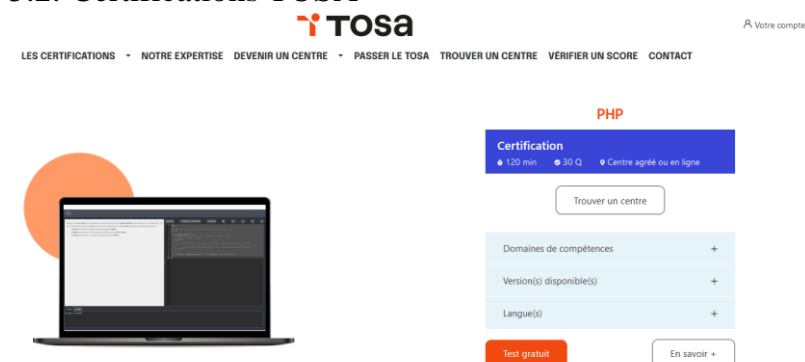 TOSA
Votre compte
LES CERTIFICATIONS NOTRE EXPERTISE DEVENIR UN CENTRE PASSER LE TOSA TROUVER UN CENTRE VÉRIFIER UN SCORE CONTACT
PHP
Certification
120 min 30 Q Centre agréé ou en ligne
Trouver un centre
Domaines de compétences +
Version(s) disponible(s) +
Langue(s) +
Test gratuit En savoir +